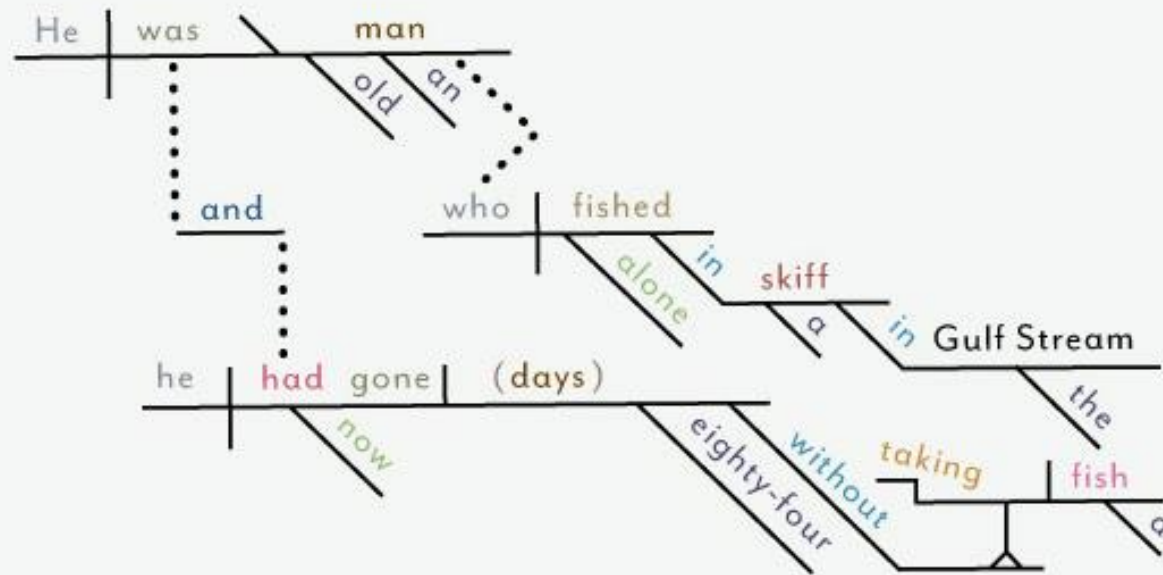 He was man
old an
and who fished
alone in skiff
a in Gulf Stream
the
he had gone (days)
now eighty-four without taking fish
a